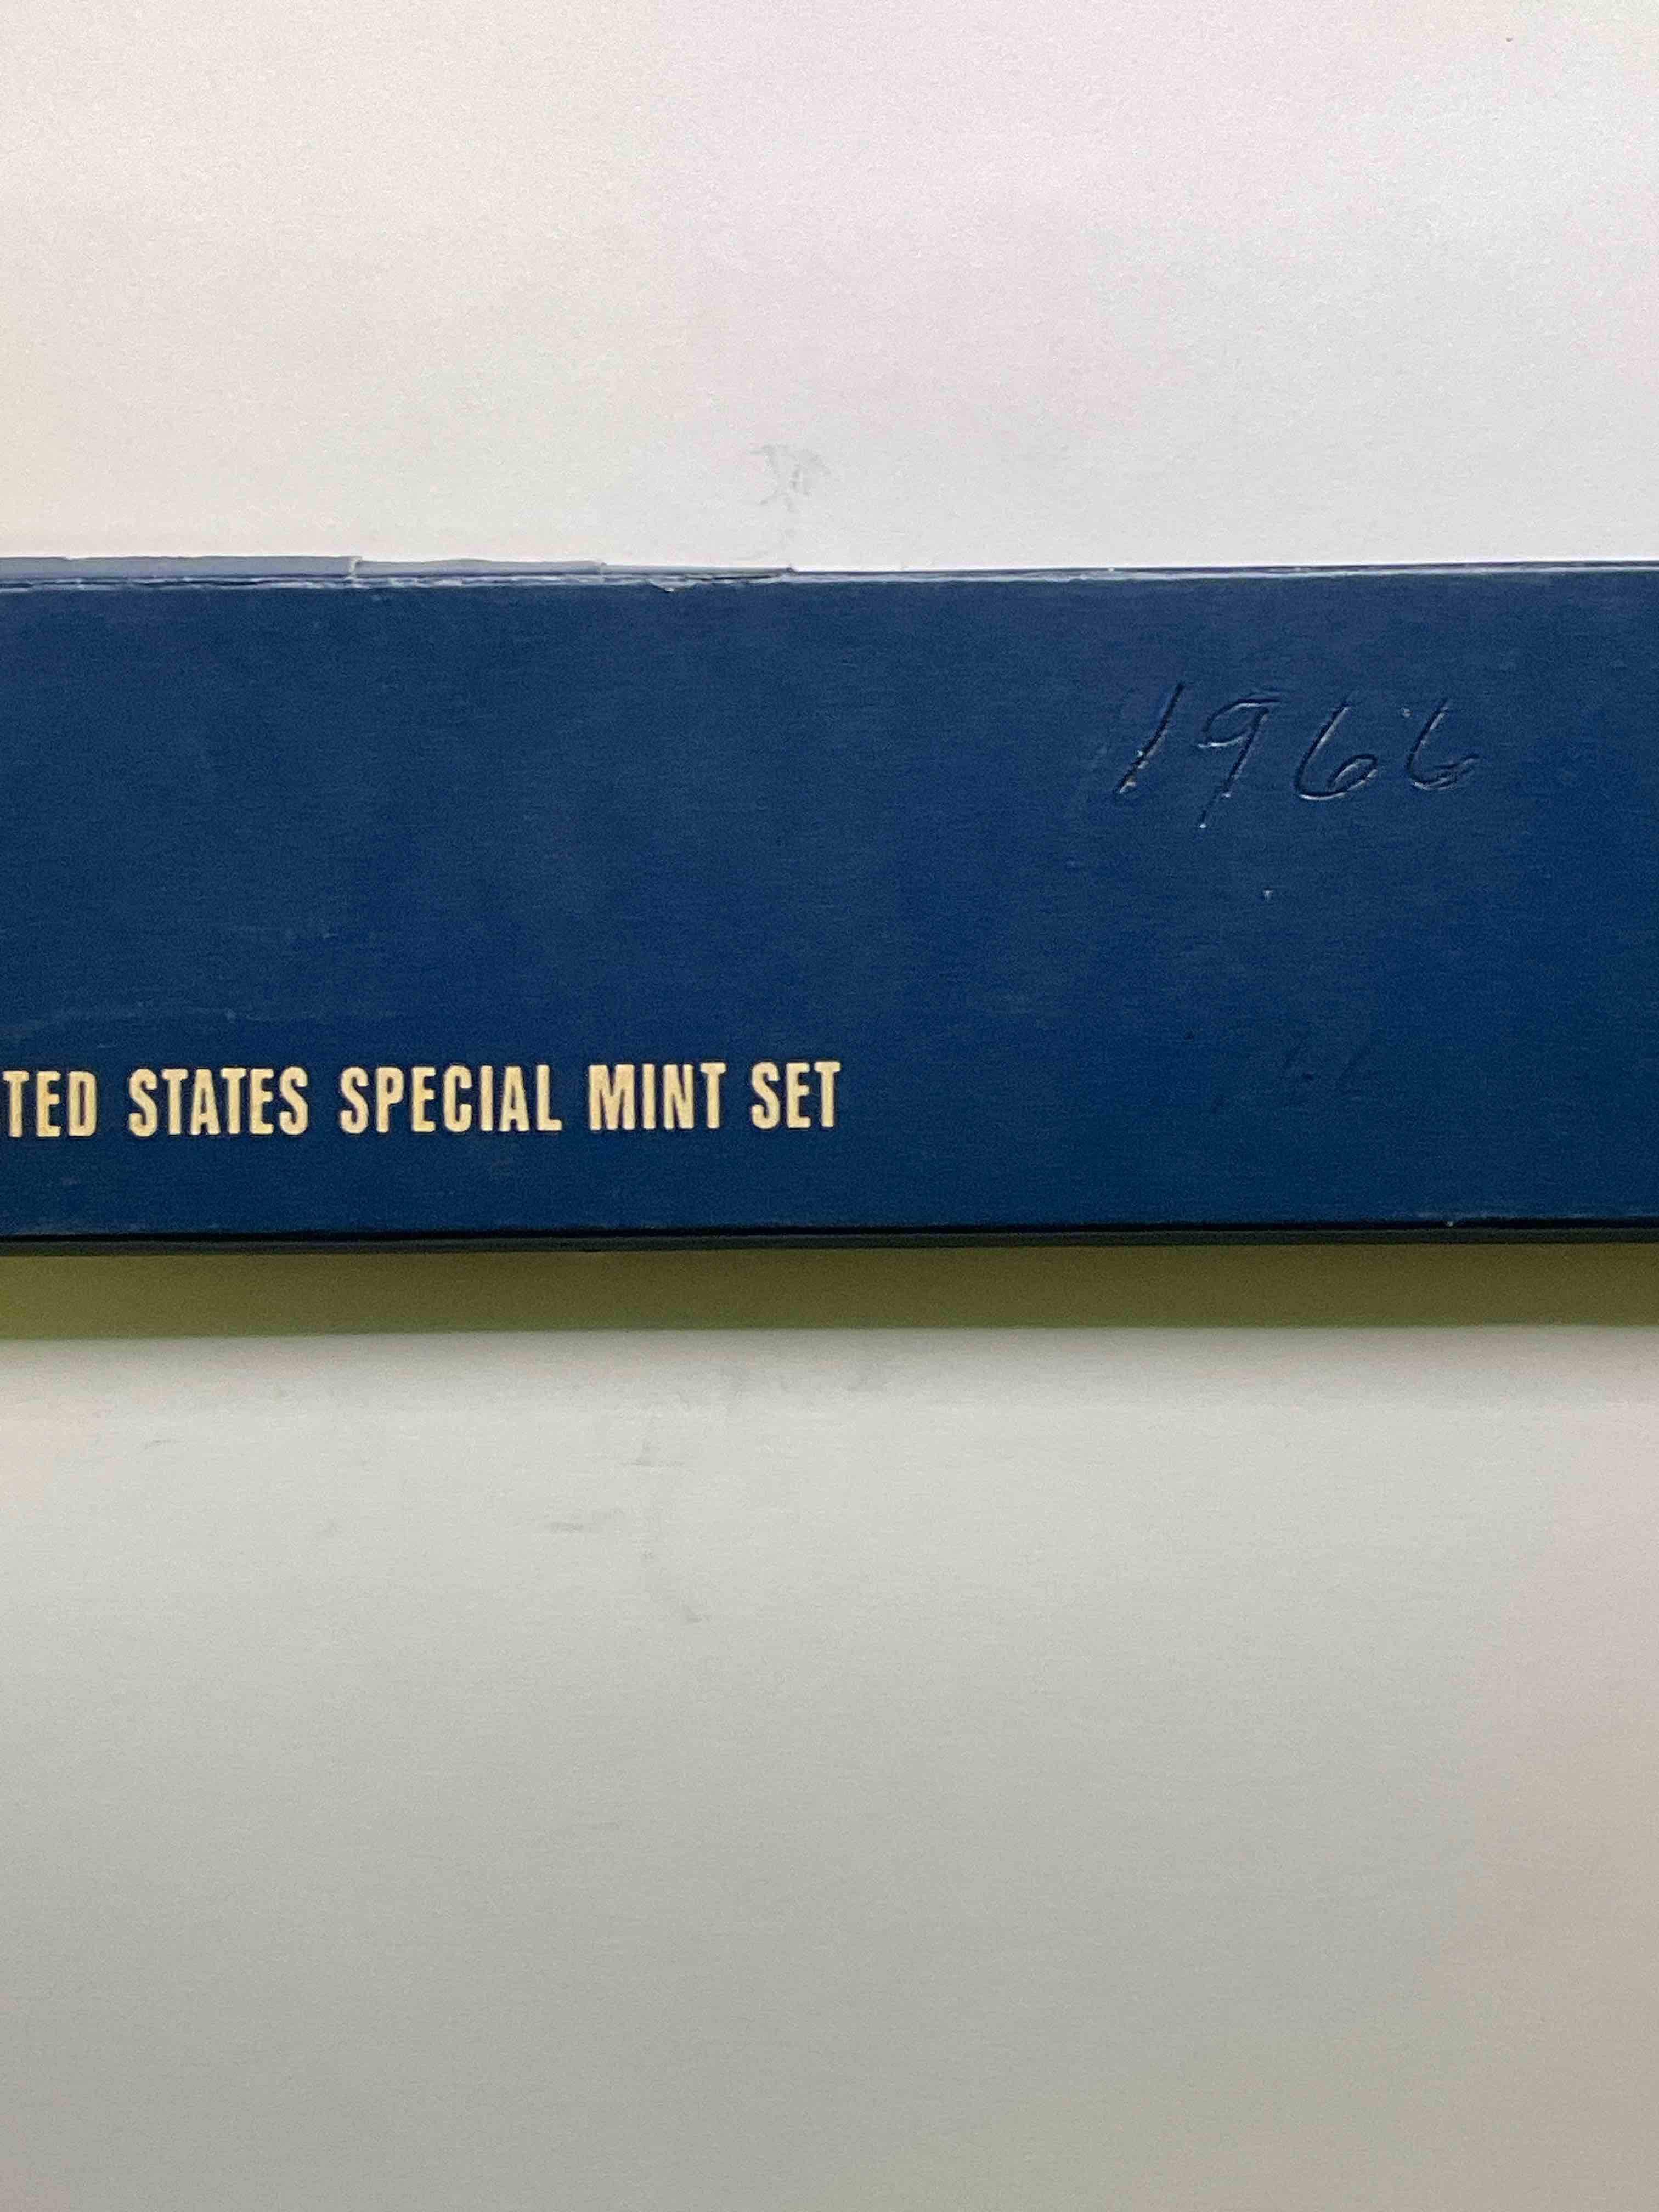 1966
TED STATES SPECIAL MINT SET